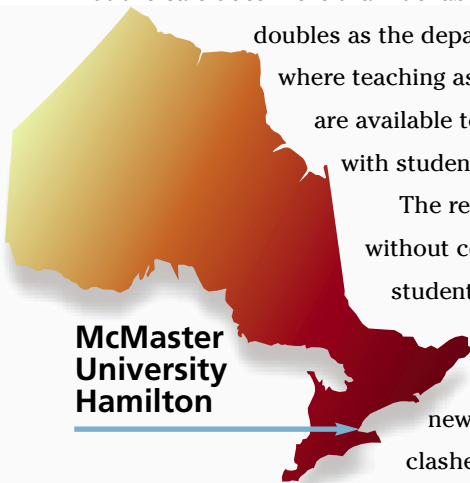 doubles as the depa
where teaching as
are available to
with studen
The re
without co
student
McMaster
University
Hamilton
new
clashe